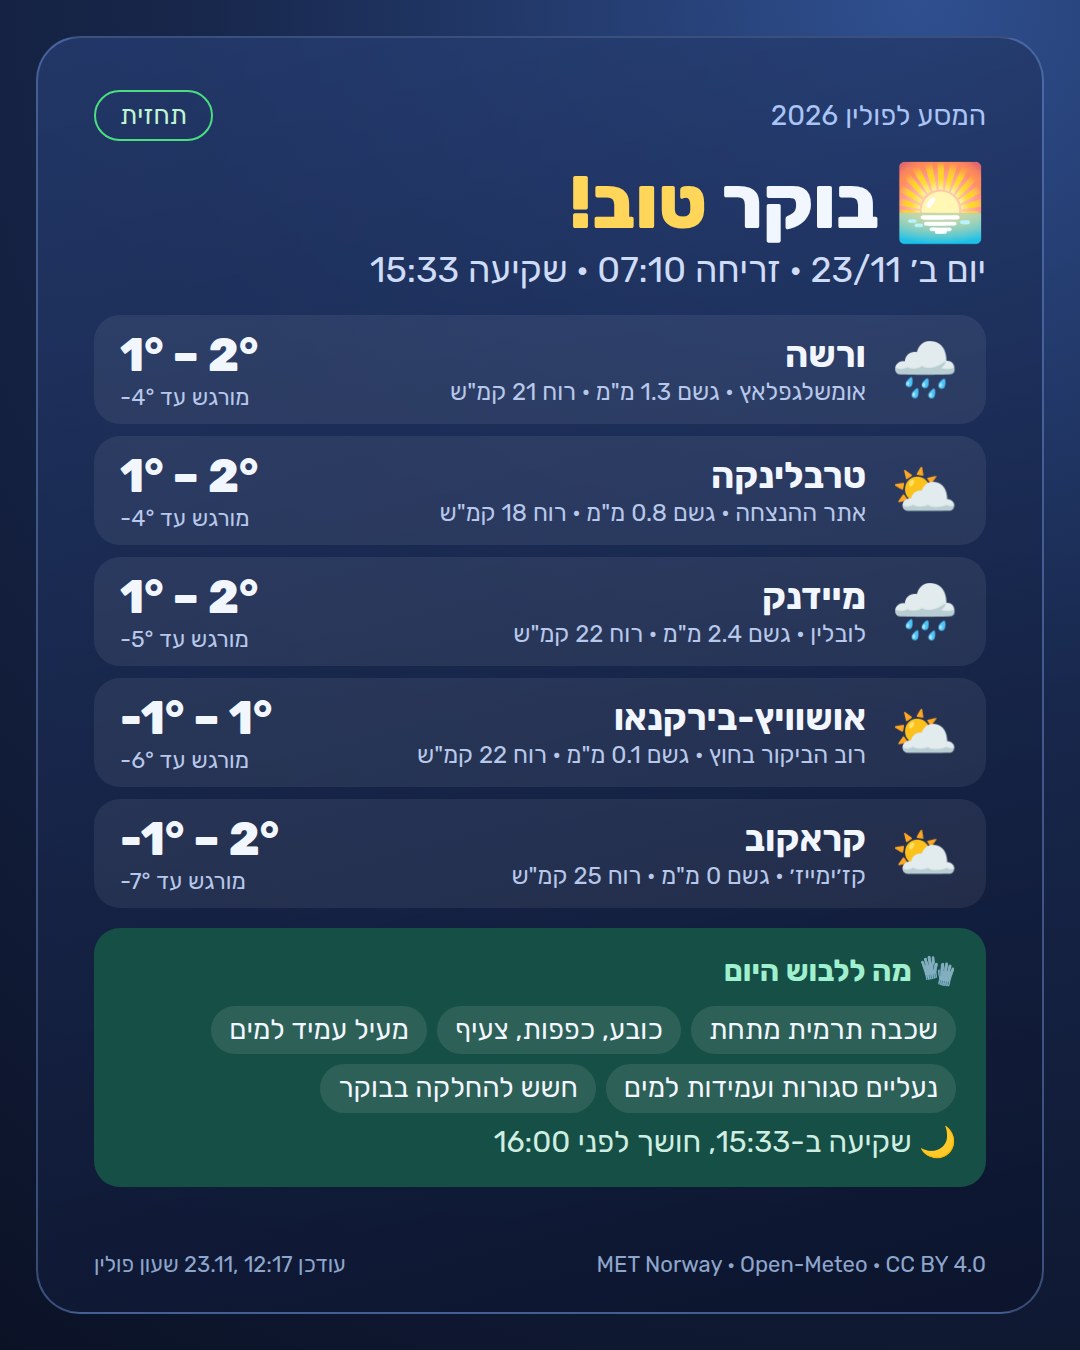 המסע לפולין 2026
תחזית
בוקר טוב!
יום ב׳ 23/11 • זריחה 07:10 • שקיעה 15:33
ורשה
אומשלגפלאץ • גשם 1.3 מ"מ • רוח 21 קמ"ש
1° – 2°
מורגש עד -4°
טרבלינקה
אתר ההנצחה • גשם 0.8 מ"מ • רוח 18 קמ"ש
1° – 2°
מורגש עד -4°
מיידנק
לובלין • גשם 2.4 מ"מ • רוח 22 קמ"ש
1° – 2°
מורגש עד -5°
אושוויץ-בירקנאו
רוב הביקור בחוץ • גשם 0.1 מ"מ • רוח 22 קמ"ש
-1° – 1°
מורגש עד -6°
קראקוב
קז׳ימייז׳ • גשם 0 מ"מ • רוח 25 קמ"ש
-1° – 2°
מורגש עד -7°
מה ללבוש היום
שכבה תרמית מתחת
כובע, כפפות, צעיף
מעיל עמיד למים
נעליים סגורות ועמידות למים
חשש להחלקה בבוקר
שקיעה ב-15:33, חושך לפני 16:00
MET Norway • Open-Meteo • CC BY 4.0
עודכן 12:17 ,23.11 שעון פולין